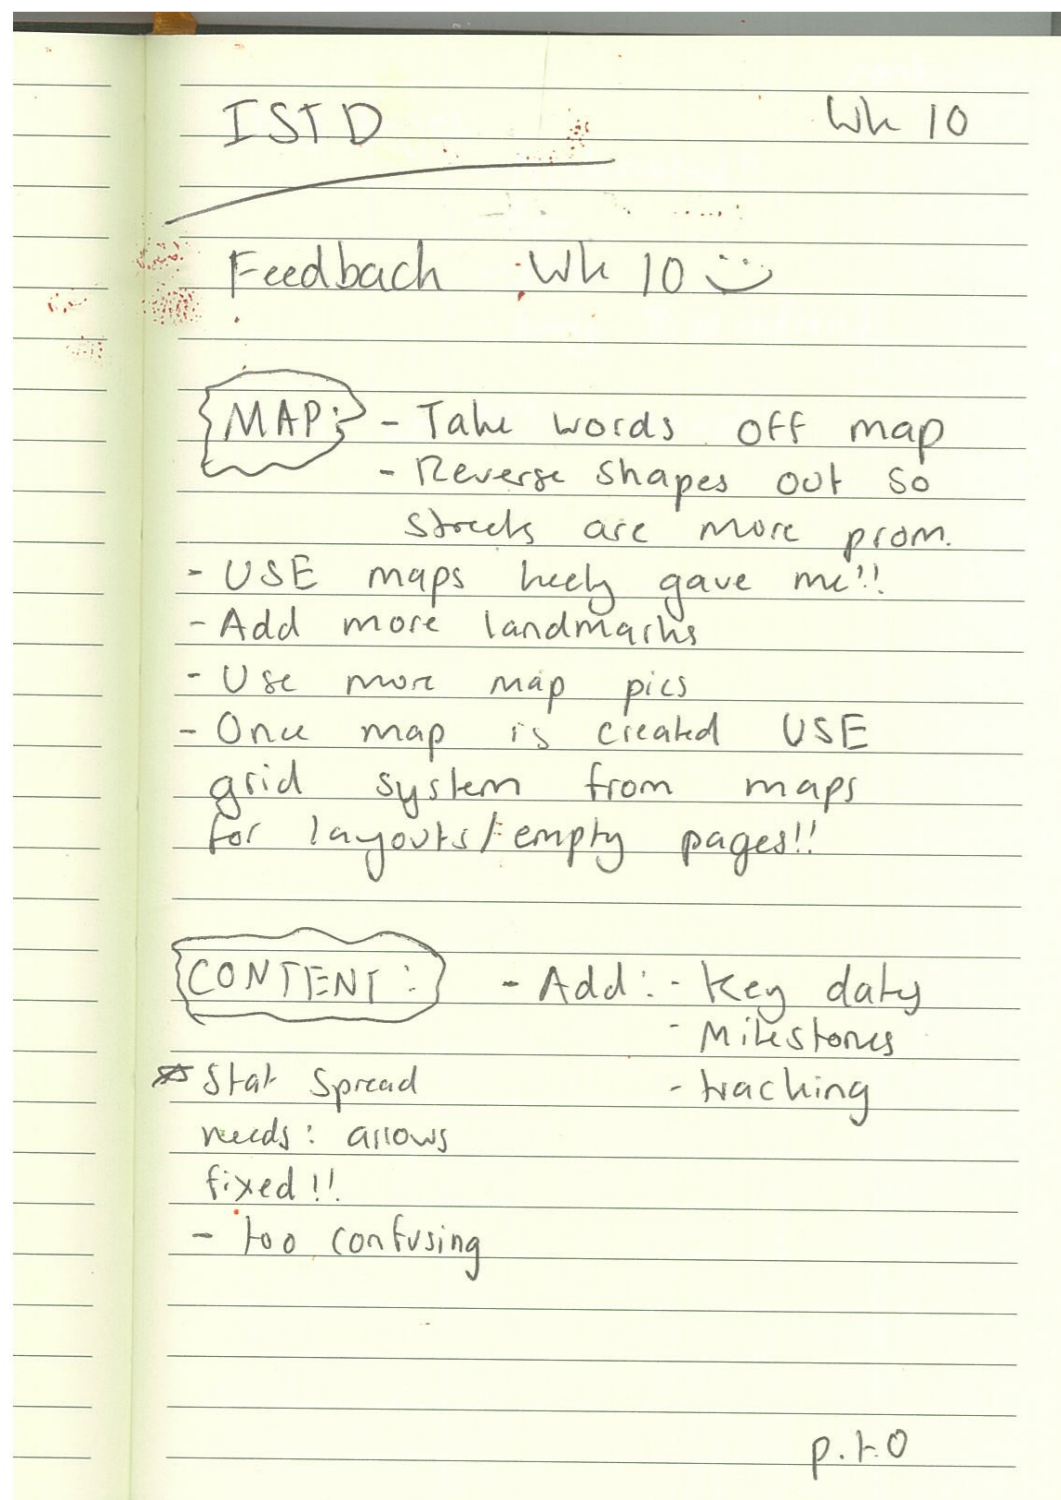 ISTD Wk 10
Feedback Wk 10
MAP: - Take words off map
- Reverse shapes out so
streets are more prom.
- USE maps keely gave me!!
- Add more landmarks
- Use more map pics
- Once map is created USE
grid system from maps
for layouts/empty pages!!
CONTENT: - Add: - Key dates
- Milestones
- tracking
Stat Spread
needs: arrows
fixed!!
- too confusing
p.t.O